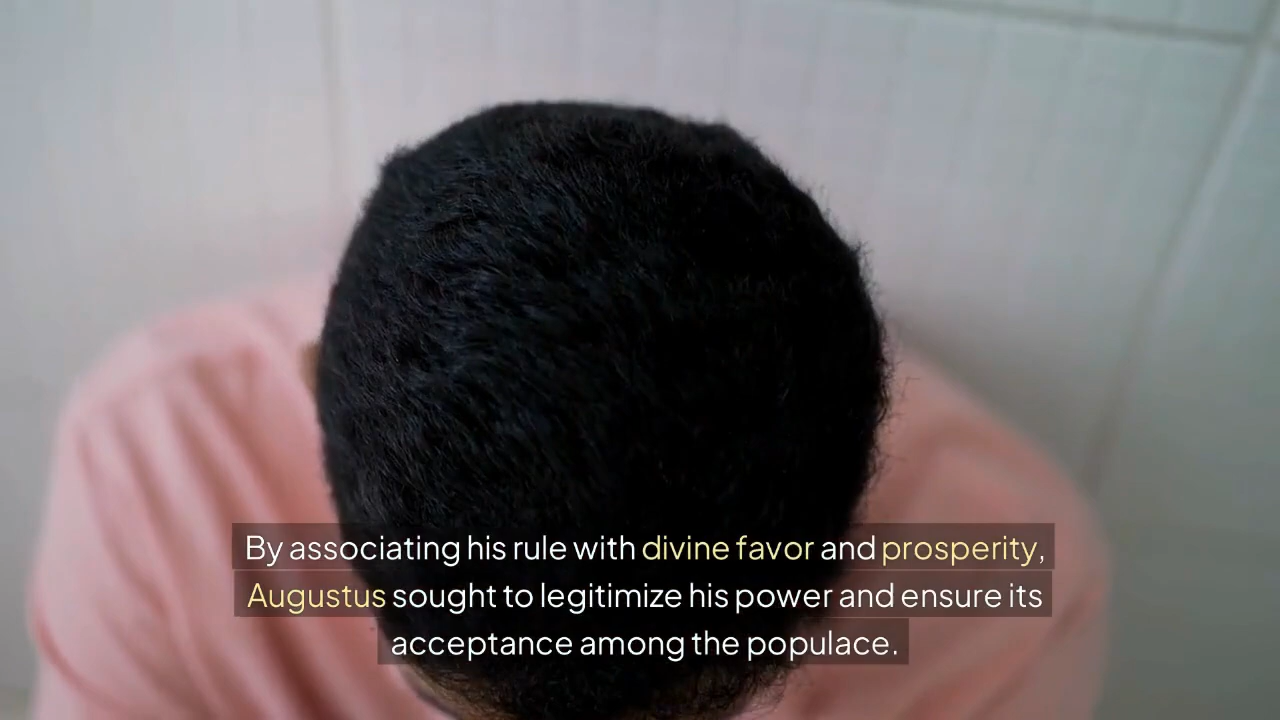 By associating his rule with divine favor and prosperity,
Augustus sought to legitimize his power and ensure its
acceptance among the populace.